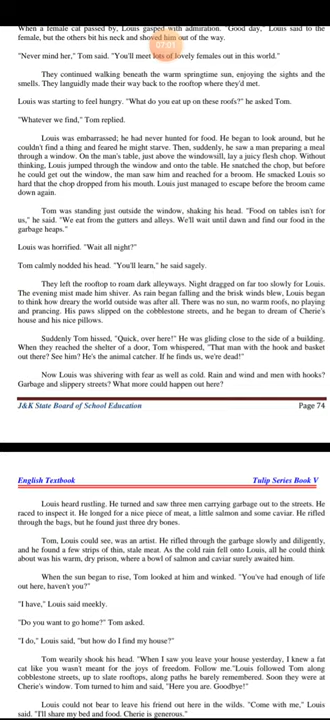 When a female cat passed by, Louis gasped with admiration. "Good day," Louis said to the
female, but the others bit his neck and shoved him out of the way.
07:01
"Never mind her," Tom said. "You'll meet lots of lovely females out in this world."
They continued walking beneath the warm springtime sun, enjoying the sights and the
smells. They languidly made their way back to the rooftop where they'd met.
Louis was starting to feel hungry. "What do you eat up on these roofs?" he asked Tom.
"Whatever we find," Tom replied.
Louis was embarrassed; he had never hunted for food. He began to look around, but he
couldn't find a thing and feared he might starve. Then, suddenly, he saw a man preparing a meal
through a window. On the man's table, just above the windowsill, lay a juicy flesh chop. Without
thinking, Louis jumped through the window and onto the table. He snatched the chop, but before
he could get out the window, the man saw him and reached for a broom. He smacked Louis so
hard that the chop dropped from his mouth. Louis just managed to escape before the broom came
down again.
Tom was standing just outside the window, shaking his head. "Food on tables isn't for
us," he said. "We eat from the gutters and alleys. We'll wait until dawn and find our food in the
garbage heaps."
Louis was horrified. "Wait all night?"
Tom calmly nodded his head. "You'll learn," he said sagely.
They left the rooftop to roam dark alleyways. Night dragged on far too slowly for Louis.
The evening mist made him shiver. As rain began falling and the brisk winds blew, Louis began
to think how dreary the world outside was after all. There was no sun, no warm roofs, no playing
and prancing. His paws slipped on the cobblestone streets, and he began to dream of Cherie's
house and his nice pillows.
Suddenly Tom hissed, "Quick, over here!" He was gliding close to the side of a building.
When they reached the shelter of a door, Tom whispered, "That man with the hook and basket
out there? See him? He's the animal catcher. If he finds us, we're dead!"
Now Louis was shivering with fear as well as cold. Rain and wind and men with hooks?
Garbage and slippery streets? What more could happen out here?
J&K State Board of School Education Page 74
English Textbook Tulip Series Book V
Louis heard rustling. He turned and saw three men carrying garbage out to the streets. He
raced to inspect it. He longed for a nice piece of meat, a little salmon and some caviar. He rifled
through the bags, but he found just three dry bones.
Tom, Louis could see, was an artist. He rifled through the garbage slowly and diligently,
and he found a few strips of thin, stale meat. As the cold rain fell onto Louis, all he could think
about was his warm, dry prison, where a bowl of salmon and caviar surely awaited him.
When the sun began to rise, Tom looked at him and winked. "You've had enough of life
out here, haven't you?"
"I have," Louis said meekly.
"Do you want to go home?" Tom asked.
"I do," Louis said, "but how do I find my house?"
Tom wearily shook his head. "When I saw you leave your house yesterday, I knew a fat
cat like you wasn't meant for the joys of freedom. Follow me."Louis followed Tom along
cobblestone streets, up to slate rooftops, along paths he barely remembered. Soon they were at
Cherie's window. Tom turned to him and said, "Here you are. Goodbye!"
Louis could not bear to leave his friend out here in the wilds. "Come with me," Louis
said. "I'll share my bed and food. Cherie is generous."